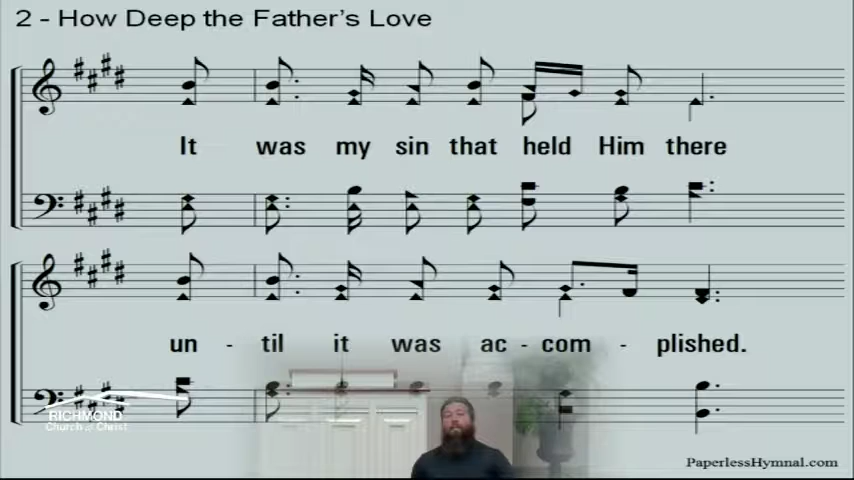 2 - How Deep the Father's Love
It was my sin that held Him there
un - til it was ac - com - plished.
RICHMOND
Church of Christ
PaperlessHymnal.com